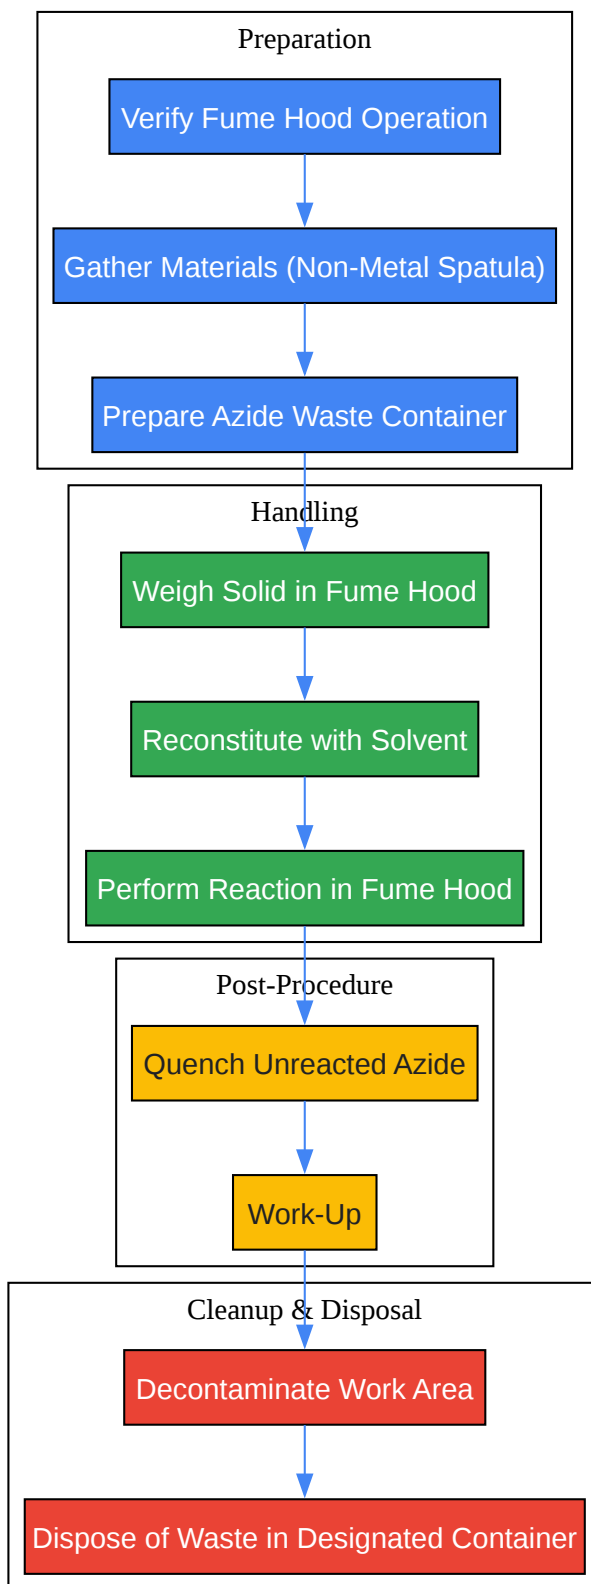 Preparation
Verify Fume Hood Operation
Gather Materials (Non-Metal Spatula)
Prepare Azide Waste Container
Handling
Weigh Solid in Fume Hood
Reconstitute with Solvent
Perform Reaction in Fume Hood
Post-Procedure
Quench Unreacted Azide
Work-Up
Cleanup & Disposal
Decontaminate Work Area
Dispose of Waste in Designated Container